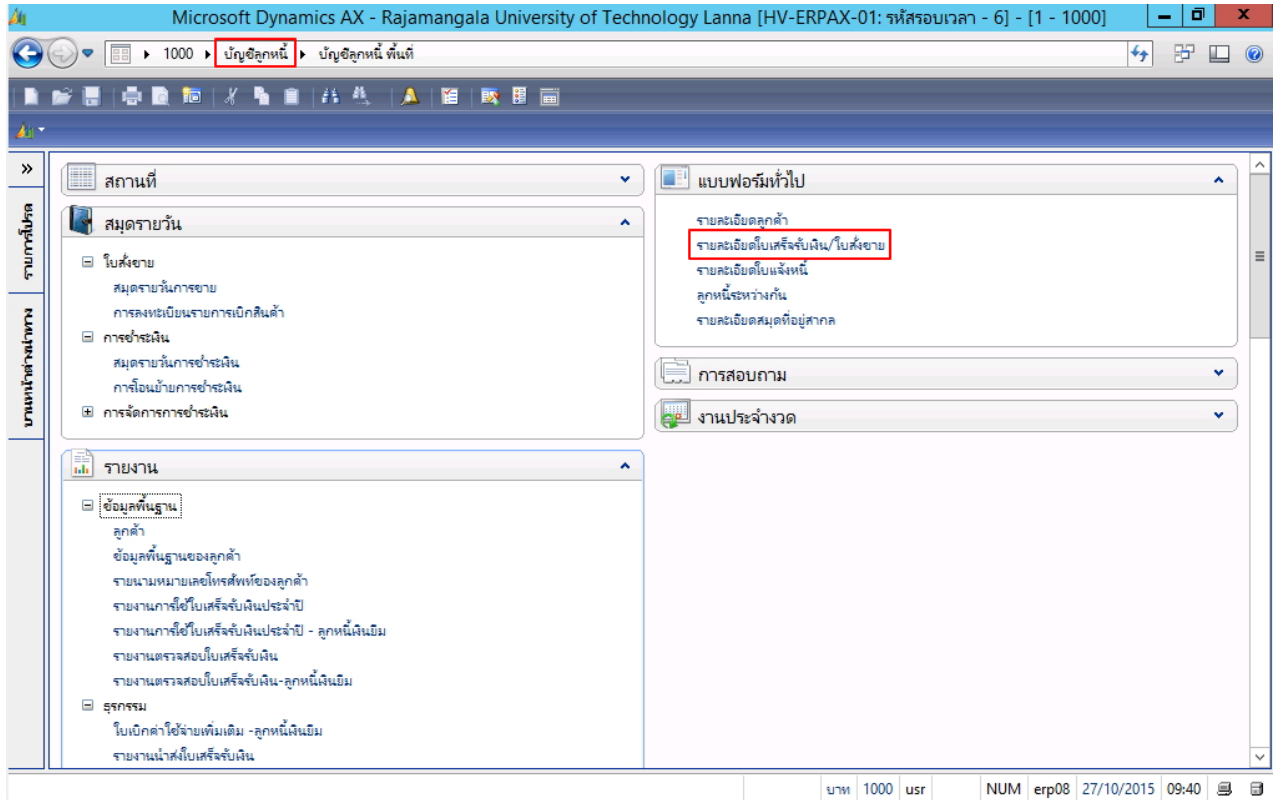 Microsoft Dynamics AX - Rajamangala University of Technology Lanna [HV-ERPAX-01: รหัสรอบเวลา - 6] - [1 - 1000]
1000 บัญชีลูกหนี้ บัญชีลูกหนี้ พื้นที่
รายการโปรด
บานหน้าต่างนำทาง
สถานที่
สมุดรายวัน
ใบสั่งขาย
สมุดรายวันการขาย
การลงทะเบียนรายการเบิกสินค้า
การชำระเงิน
สมุดรายวันการชำระเงิน
การโอนย้ายการชำระเงิน
การจัดการการชำระเงิน
รายงาน
ข้อมูลพื้นฐาน
ลูกค้า
ข้อมูลพื้นฐานของลูกค้า
รายนามหมายเลขโทรศัพท์ของลูกค้า
รายงานการใช้ใบเสร็จรับเงินประจำปี
รายงานการใช้ใบเสร็จรับเงินประจำปี - ลูกหนี้เงินยืม
รายงานตรวจสอบใบเสร็จรับเงิน
รายงานตรวจสอบใบเสร็จรับเงิน-ลูกหนี้เงินยืม
ธุรกรรม
ใบเบิกค่าใช้จ่ายเพิ่มเติม -ลูกหนี้เงินยืม
รายงานนำส่งใบเสร็จรับเงิน
แบบฟอร์มทั่วไป
รายละเอียดลูกค้า
รายละเอียดใบเสร็จรับเงิน/ใบสั่งขาย
รายละเอียดใบแจ้งหนี้
ลูกหนี้ระหว่างกัน
รายละเอียดสมุดที่อยู่สากล
การสอบถาม
งานประจำงวด
บาท 1000 usr NUM erp08 27/10/2015 09:40